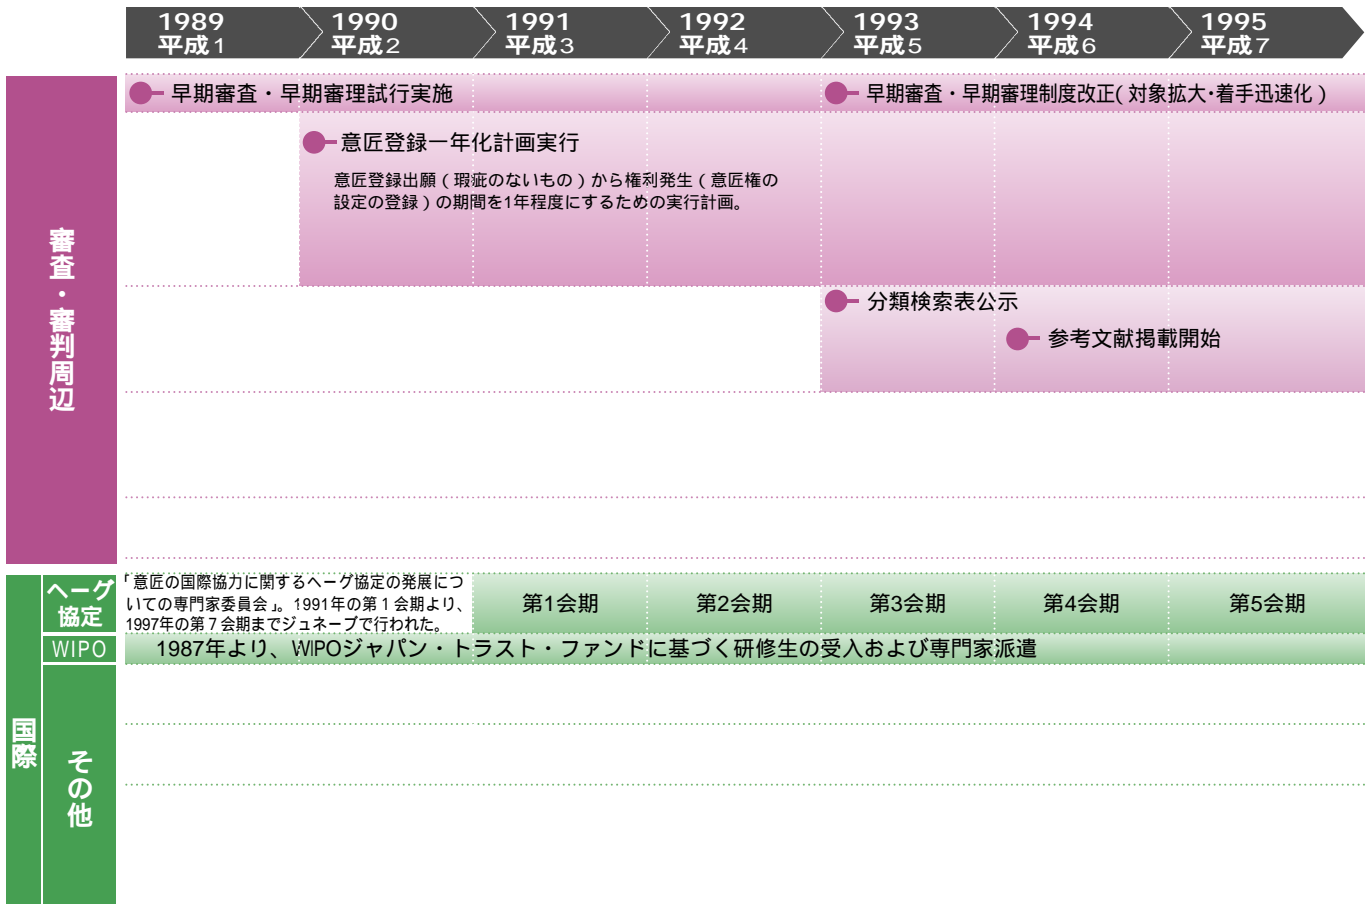 1989
平成1
1990
平成2
1991
平成3
1992
平成4
1993
平成5
1994
平成6
1995
平成7
審査・審判周辺
早期審査・早期審理試行実施
早期審査・早期審理制度改正(対象拡大・着手迅速化)
意匠登録一年化計画実行
意匠登録出願(瑕疵のないもの)から権利発生(意匠権の
設定の登録)の期間を1年程度にするための実行計画。
分類検索表公示
参考文献掲載開始
国際
ヘーグ
協定
「意匠の国際協力に関するヘーグ協定の発展につ
いての専門家委員会」。1991年の第1会期より、
1997年の第7会期までジュネーブで行われた。
第1会期
第2会期
第3会期
第4会期
第5会期
WIPO
1987年より、WIPOジャパン・トラスト・ファンドに基づく研修生の受入および専門家派遣
その他